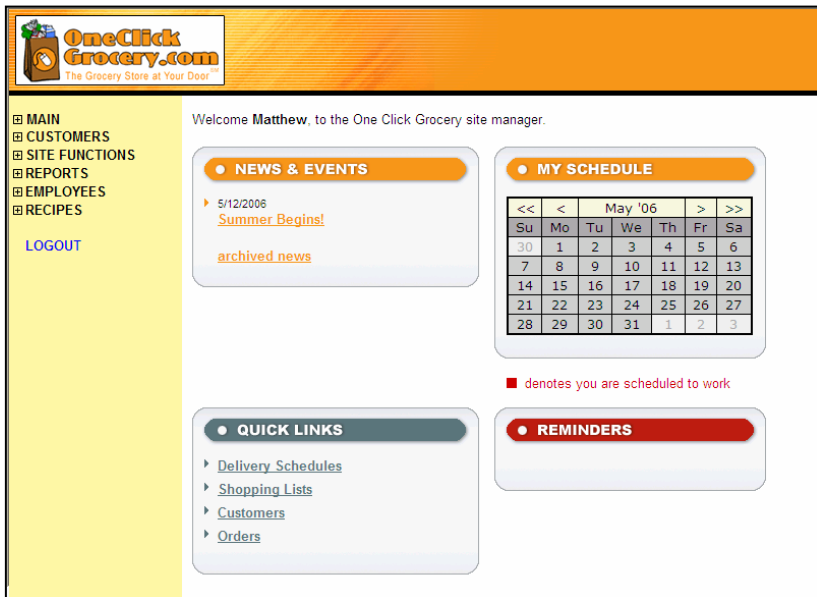 OneClick
Grocery.com
The Grocery Store at Your Door℠
MAIN
CUSTOMERS
SITE FUNCTIONS
REPORTS
EMPLOYEES
RECIPES
LOGOUT
Welcome Matthew, to the One Click Grocery site manager.
NEWS & EVENTS
5/12/2006
Summer Begins!
archived news
MY SCHEDULE
<< < May '06 > >>
Su Mo Tu We Th Fr Sa
30 1 2 3 4 5 6
7 8 9 10 11 12 13
14 15 16 17 18 19 20
21 22 23 24 25 26 27
28 29 30 31 1 2 3
denotes you are scheduled to work
QUICK LINKS
Delivery Schedules
Shopping Lists
Customers
Orders
REMINDERS